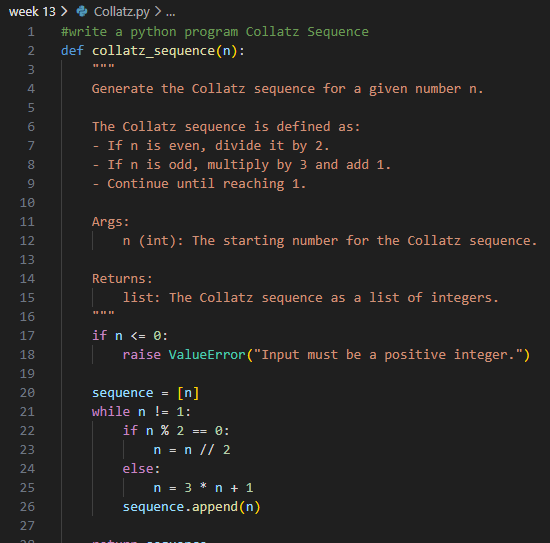 week 13 > Collatz.py > ...
1 #write a python program Collatz Sequence
2 def collatz_sequence(n):
3     """
4     Generate the Collatz sequence for a given number n.
5
6     The Collatz sequence is defined as:
7     - If n is even, divide it by 2.
8     - If n is odd, multiply by 3 and add 1.
9     - Continue until reaching 1.
10
11     Args:
12         n (int): The starting number for the Collatz sequence.
13
14     Returns:
15         list: The Collatz sequence as a list of integers.
16     """
17     if n <= 0:
18         raise ValueError("Input must be a positive integer.")
19
20     sequence = [n]
21     while n != 1:
22         if n % 2 == 0:
23             n = n // 2
24         else:
25             n = 3 * n + 1
26         sequence.append(n)
27